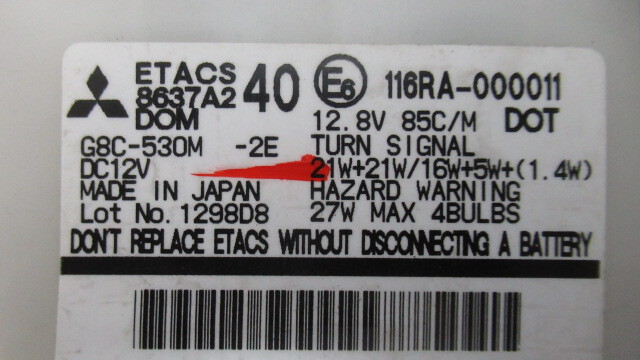 ETACS 40 E6 116RA-000011
8637A2
DOM 12.8V 85C/M DOT
G8C-530M -2E TURN SIGNAL
DC12V 21W+21W/16W+5W+(1.4W)
MADE IN JAPAN HAZARD WARNING
Lot No. 1298D8 27W MAX 4BULBS
DON'T REPLACE ETACS WITHOUT DISCONNECTING A BATTERY